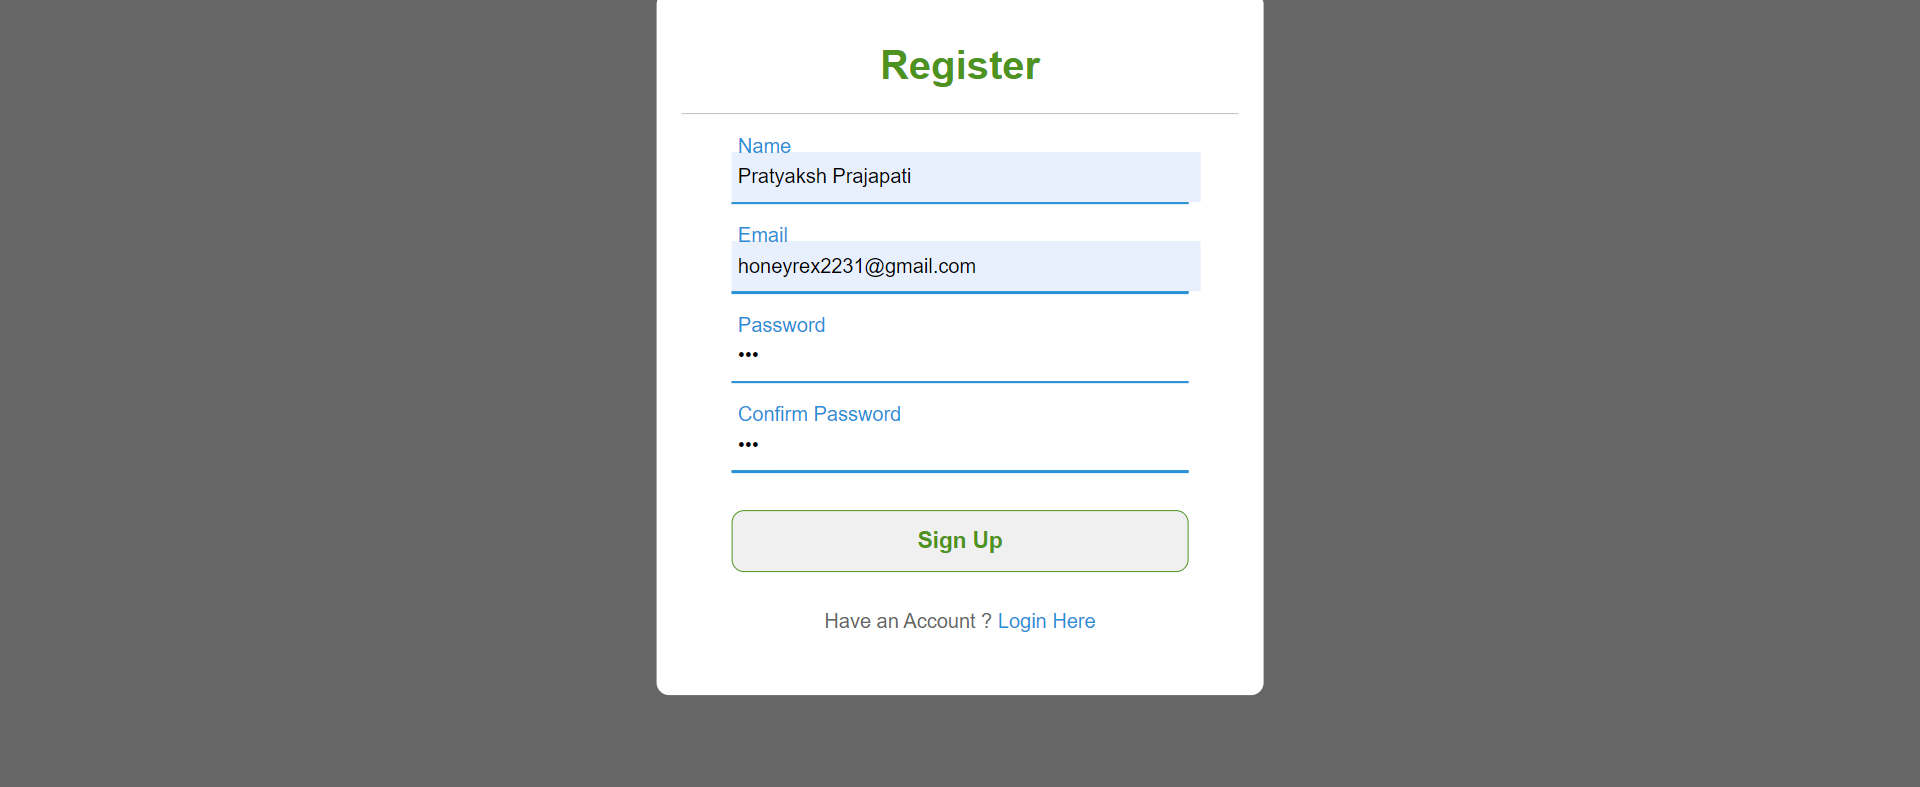 Register
Name
Pratyaksh Prajapati
Email
honeyrex2231@gmail.com
Password
•••
Confirm Password
•••
Sign Up
Have an Account ? Login Here